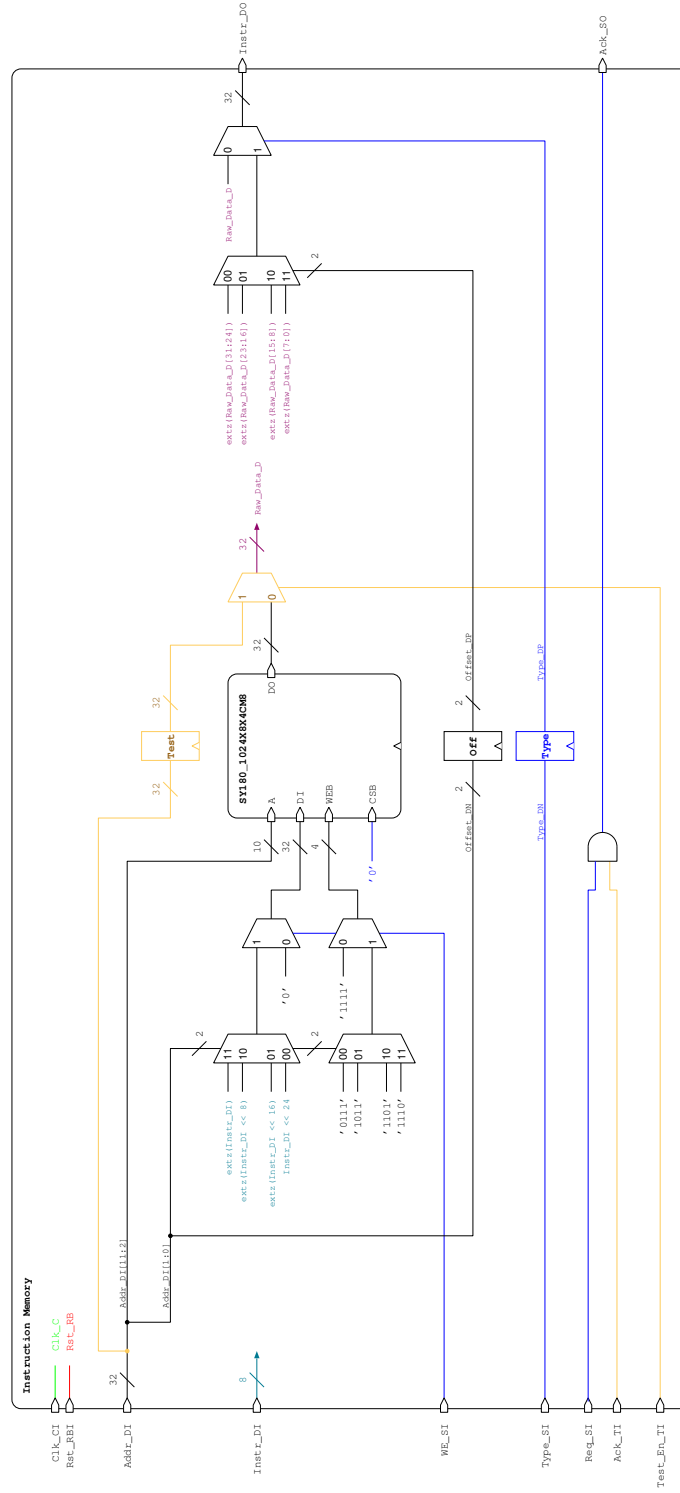 Instruction Memory
Clk_CI
Clk_C
Rst_RBI
Rst_RB
Addr_DI
32
Addr_DI[11:2]
Addr_DI[1:0]
Instr_DI
8
WE_SI
Type_SI
Req_SI
Ack_TI
Test_En_TI
extz(Instr_DI)
extz(Instr_DI << 8)
extz(Instr_DI << 16)
Instr_DI << 24
11
10
01
00
2
'0111'
'1011'
'1101'
'1110'
00
01
10
11
2
1
0
'0'
0
1
'1111'
10
32
4
'0'
SY180_1024X8X4CM8
A
DI
WEB
CSB
DO
32
Test
32
32
Off
2
2
Offset_DN
Offset_DP
Type
Type_DN
Type_DP
1
0
32
Raw_Data_D
extz(Raw_Data_D[31:24])
extz(Raw_Data_D[23:16])
extz(Raw_Data_D[15:8])
extz(Raw_Data_D[7:0])
00
01
10
11
2
Raw_Data_D
0
1
32
Instr_DO
Ack_SO